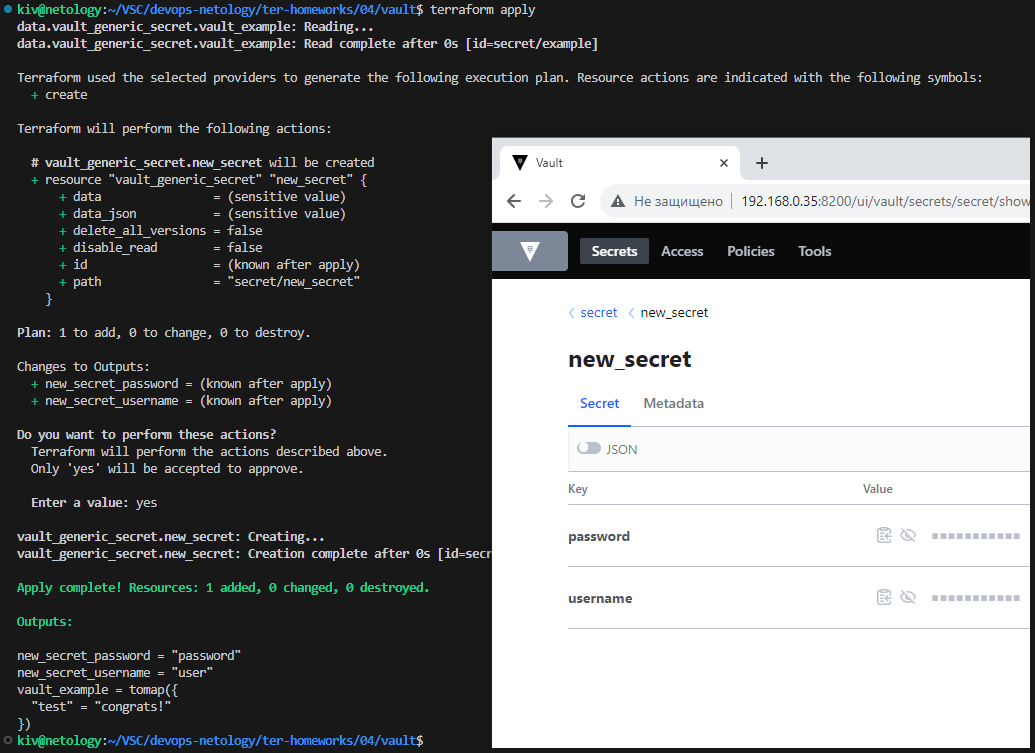 kiv@netology:~/VSC/devops-netology/ter-homeworks/04/vault$ terraform apply
data.vault_generic_secret.vault_example: Reading...
data.vault_generic_secret.vault_example: Read complete after 0s [id=secret/example]
Terraform used the selected providers to generate the following execution plan. Resource actions are indicated with the following symbols:
+ create
Terraform will perform the following actions:
# vault_generic_secret.new_secret will be created
+ resource "vault_generic_secret" "new_secret" {
+ data = (sensitive value)
+ data_json = (sensitive value)
+ delete_all_versions = false
+ disable_read = false
+ id = (known after apply)
+ path = "secret/new_secret"
}
Plan: 1 to add, 0 to change, 0 to destroy.
Changes to Outputs:
+ new_secret_password = (known after apply)
+ new_secret_username = (known after apply)
Do you want to perform these actions?
Terraform will perform the actions described above.
Only 'yes' will be accepted to approve.
Enter a value: yes
vault_generic_secret.new_secret: Creating...
vault_generic_secret.new_secret: Creation complete after 0s [id=secr
Apply complete! Resources: 1 added, 0 changed, 0 destroyed.
Outputs:
new_secret_password = "password"
new_secret_username = "user"
vault_example = tomap({
"test" = "congrats!"
})
kiv@netology:~/VSC/devops-netology/ter-homeworks/04/vault$
Vault
Не защищено 192.168.0.35:8200/ui/vault/secrets/secret/show
Secrets Access Policies Tools
secret new_secret
new_secret
Secret Metadata
JSON
Key Value
password
username